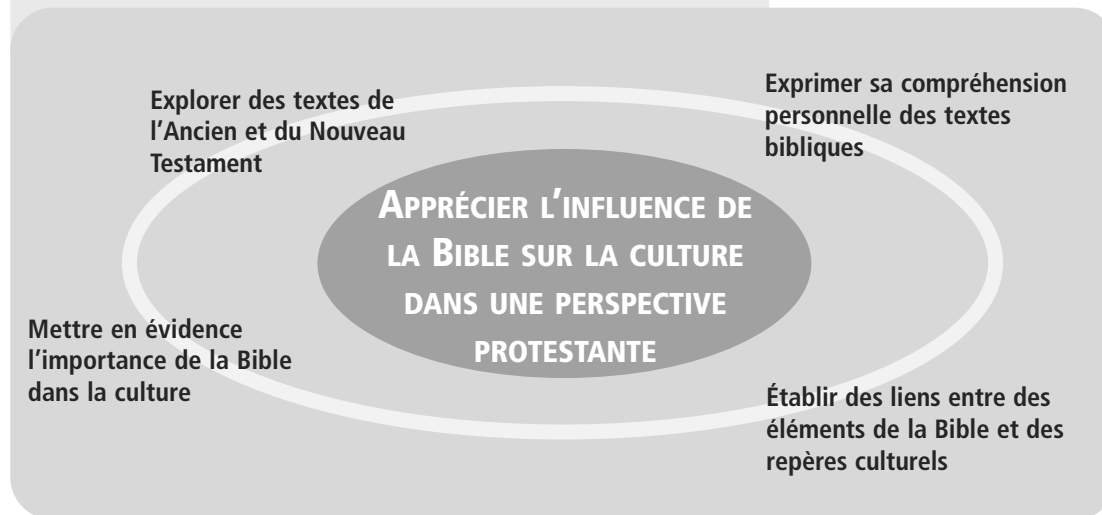 Explorer des textes de
l'Ancien et du Nouveau
Testament
Exprimer sa compréhension
personnelle des textes
bibliques
APPRÉCIER L'INFLUENCE DE
LA BIBLE SUR LA CULTURE
DANS UNE PERSPECTIVE
PROTESTANTE
Mettre en évidence
l'importance de la Bible
dans la culture
Établir des liens entre des
éléments de la Bible et des
repères culturels